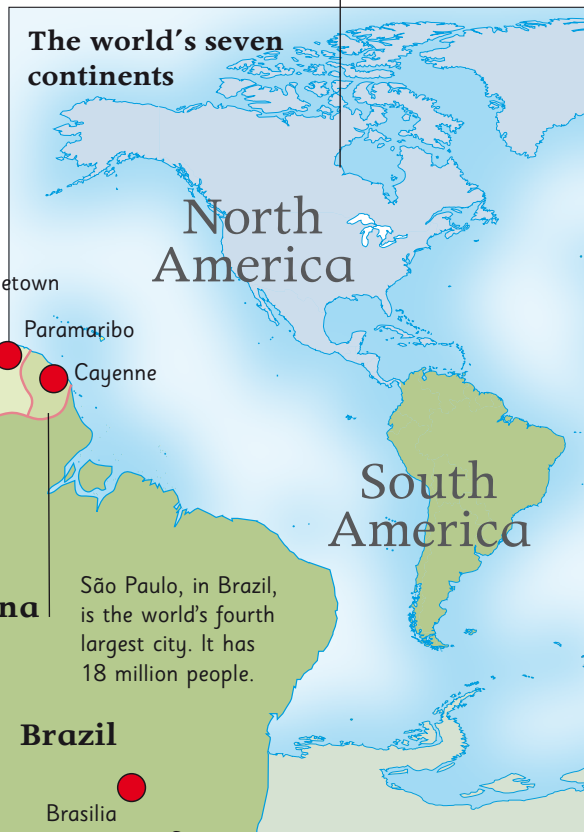 The world's seven
continents
North
America
etown
Paramaribo
Cayenne
South
America
na
São Paulo, in Brazil,
is the world's fourth
largest city. It has
18 million people.
Brazil
Brasilia